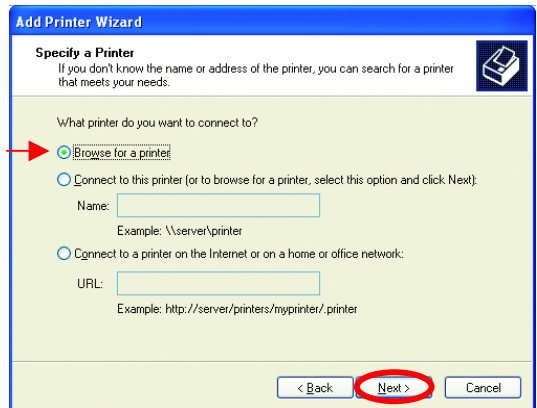 Add Printer Wizard
Specify a Printer
If you don't know the name or address of the printer, you can search for a printer
that meets your needs.
What printer do you want to connect to?
Browse for a printer
Connect to this printer (or to browse for a printer, select this option and click Next):
Name:
Example: \\server\printer
Connect to a printer on the Internet or on a home or office network:
URL:
Example: http://server/printers/myprinter/.printer
< Back Next > Cancel